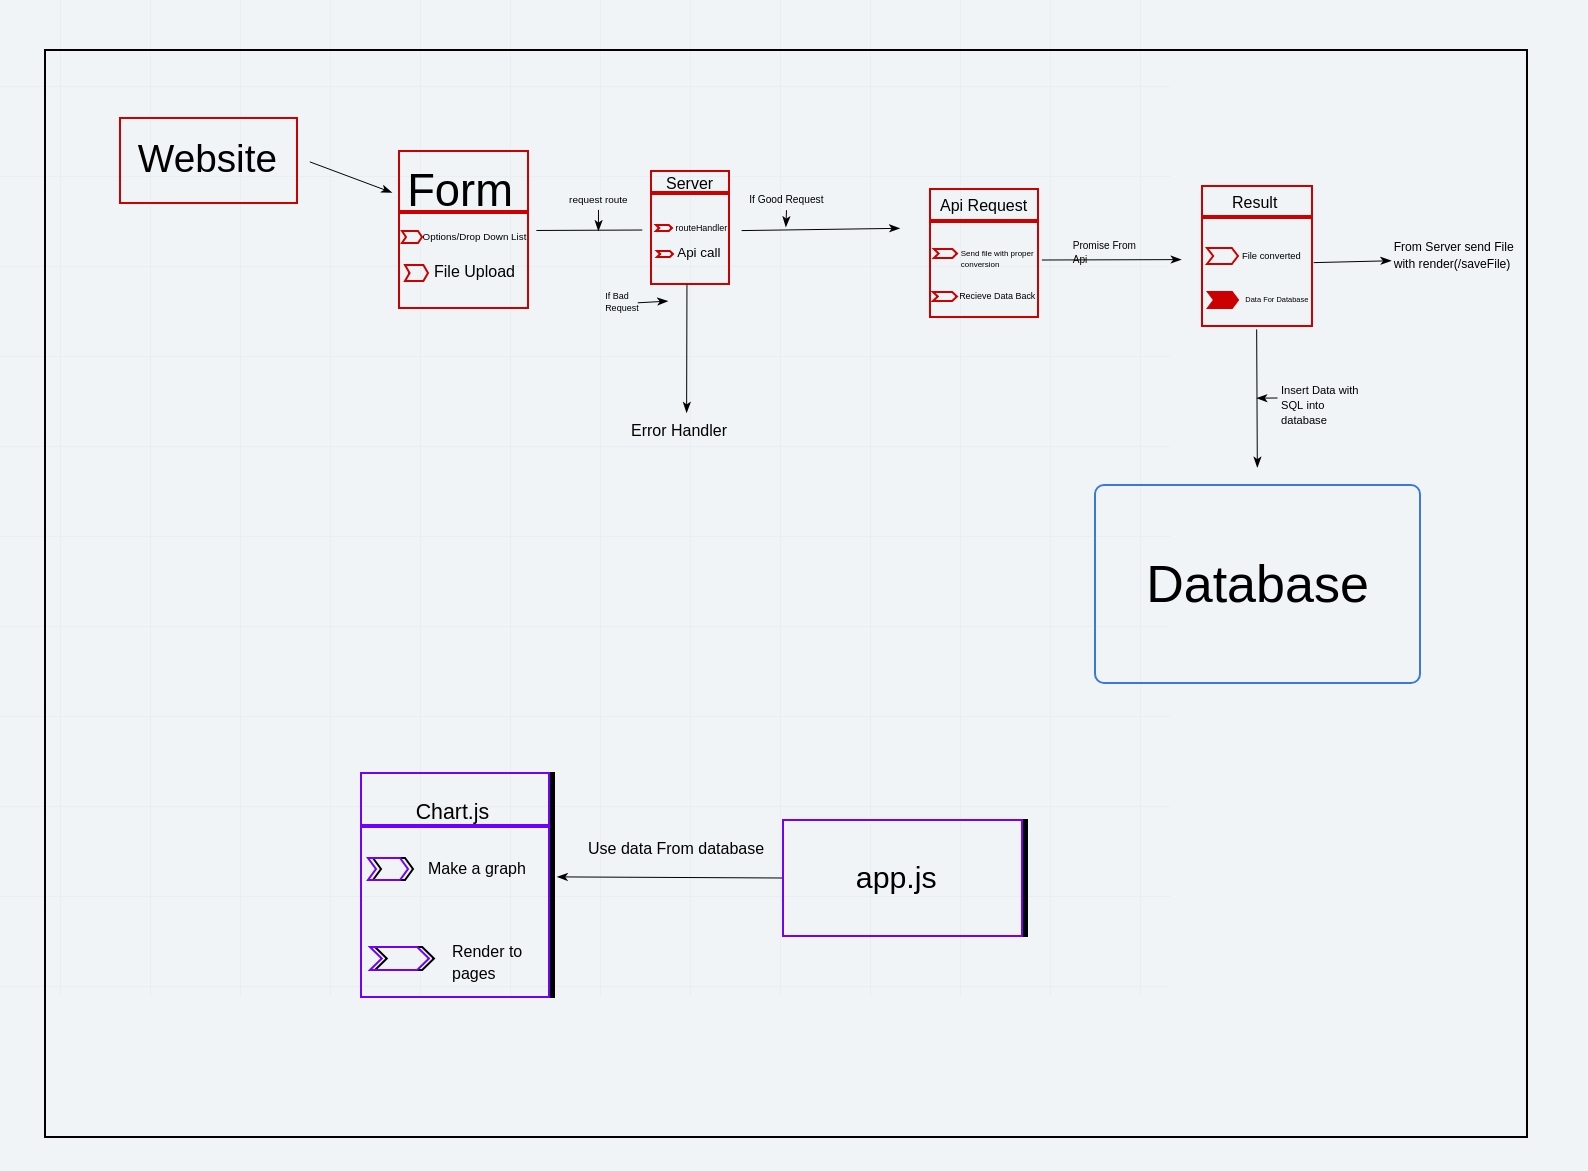 Website
Form
Options/Drop Down List
File Upload
request route
Server
routeHandler
Api call
If Bad
Request
Error Handler
If Good Request
Api Request
Send file with proper
conversion
Recieve Data Back
Promise From
Api
Result
File converted
Data For Database
From Server send File
with render(/saveFile)
Insert Data with
SQL into
database
Database
Chart.js
Make a graph
Render to
pages
Use data From database
app.js